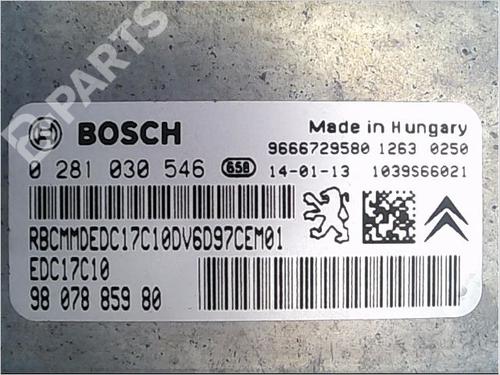 B-PARTS
BOSCH
Made in Hungary
9666729580 1263 0250
0 281 030 546 658 14-01-13 1039S66021
RBCMMDEDC17C10DV6D97CEM01
EDC17C10
98 078 859 80